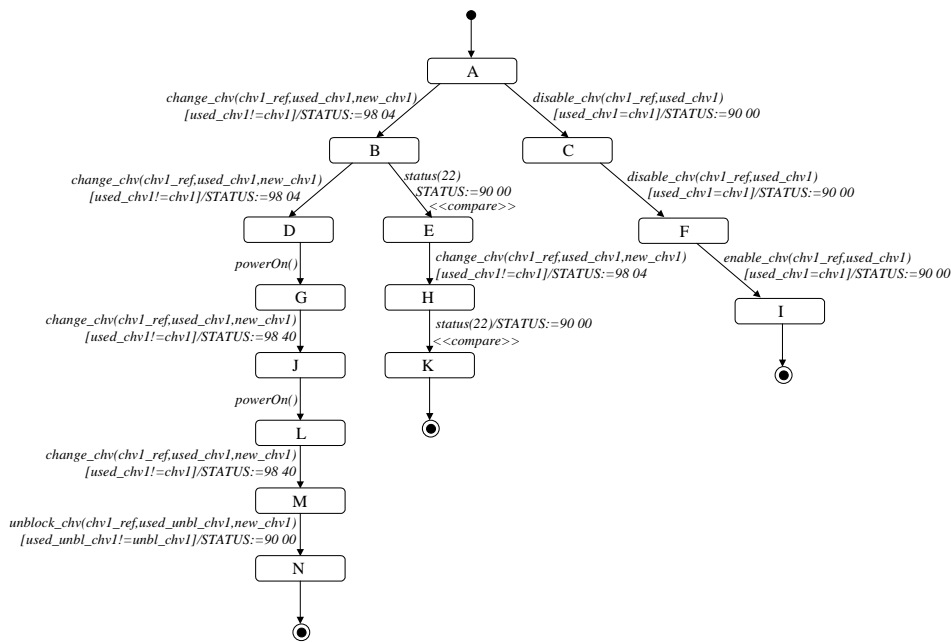 A
change_chv(chv1_ref,used_chv1,new_chv1)
[used_chv1!=chv1]/STATUS:=98 04
disable_chv(chv1_ref,used_chv1)
[used_chv1=chv1]/STATUS:=90 00
B
C
change_chv(chv1_ref,used_chv1,new_chv1)
[used_chv1!=chv1]/STATUS:=98 04
status(22)
STATUS:=90 00
<<compare>>
disable_chv(chv1_ref,used_chv1)
[used_chv1=chv1]/STATUS:=90 00
D
E
F
powerOn()
change_chv(chv1_ref,used_chv1,new_chv1)
[used_chv1!=chv1]/STATUS:=98 04
enable_chv(chv1_ref,used_chv1)
[used_chv1=chv1]/STATUS:=90 00
G
H
I
change_chv(chv1_ref,used_chv1,new_chv1)
[used_chv1!=chv1]/STATUS:=98 40
status(22)/STATUS:=90 00
<<compare>>
J
K
powerOn()
L
change_chv(chv1_ref,used_chv1,new_chv1)
[used_chv1!=chv1]/STATUS:=98 40
M
unblock_chv(chv1_ref,used_unbl_chv1,new_chv1)
[used_unbl_chv1!=unbl_chv1]/STATUS:=90 00
N